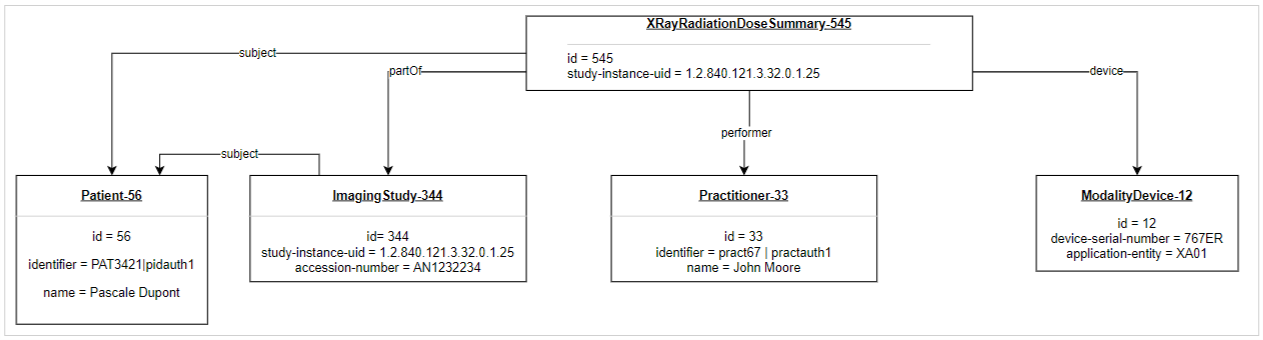 XRayRadiationDoseSummary-545
id = 545
study-instance-uid = 1.2.840.121.3.32.0.1.25
subject
partOf
device
performer
subject
Patient-56
id = 56
identifier = PAT3421|pidauth1
name = Pascale Dupont
ImagingStudy-344
id= 344
study-instance-uid = 1.2.840.121.3.32.0.1.25
accession-number = AN1232234
Practitioner-33
id = 33
identifier = pract67 | practauth1
name = John Moore
ModalityDevice-12
id = 12
device-serial-number = 767ER
application-entity = XA01